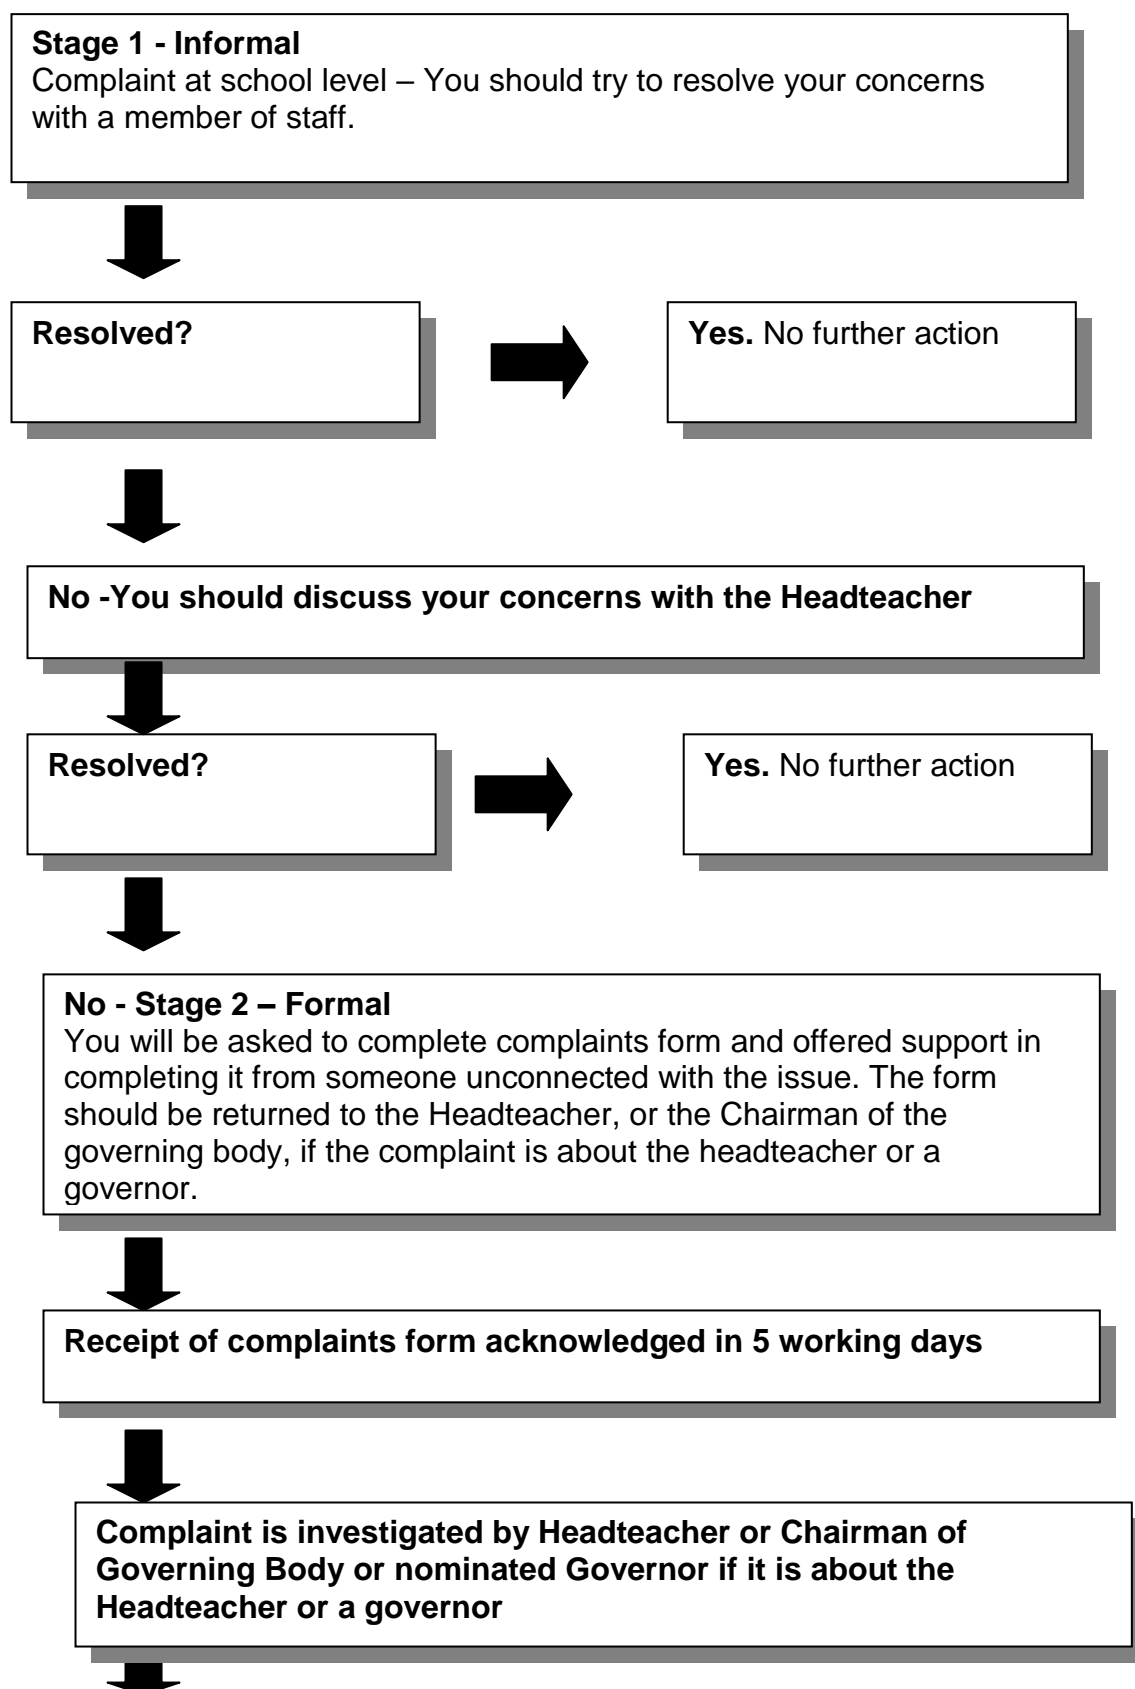 Stage 1 - Informal
Complaint at school level – You should try to resolve your concerns
with a member of staff.
Resolved?
Yes. No further action
No -You should discuss your concerns with the Headteacher
Resolved?
Yes. No further action
No - Stage 2 – Formal
You will be asked to complete complaints form and offered support in
completing it from someone unconnected with the issue. The form
should be returned to the Headteacher, or the Chairman of the
governing body, if the complaint is about the headteacher or a
governor.
Receipt of complaints form acknowledged in 5 working days
Complaint is investigated by Headteacher or Chairman of
Governing Body or nominated Governor if it is about the
Headteacher or a governor